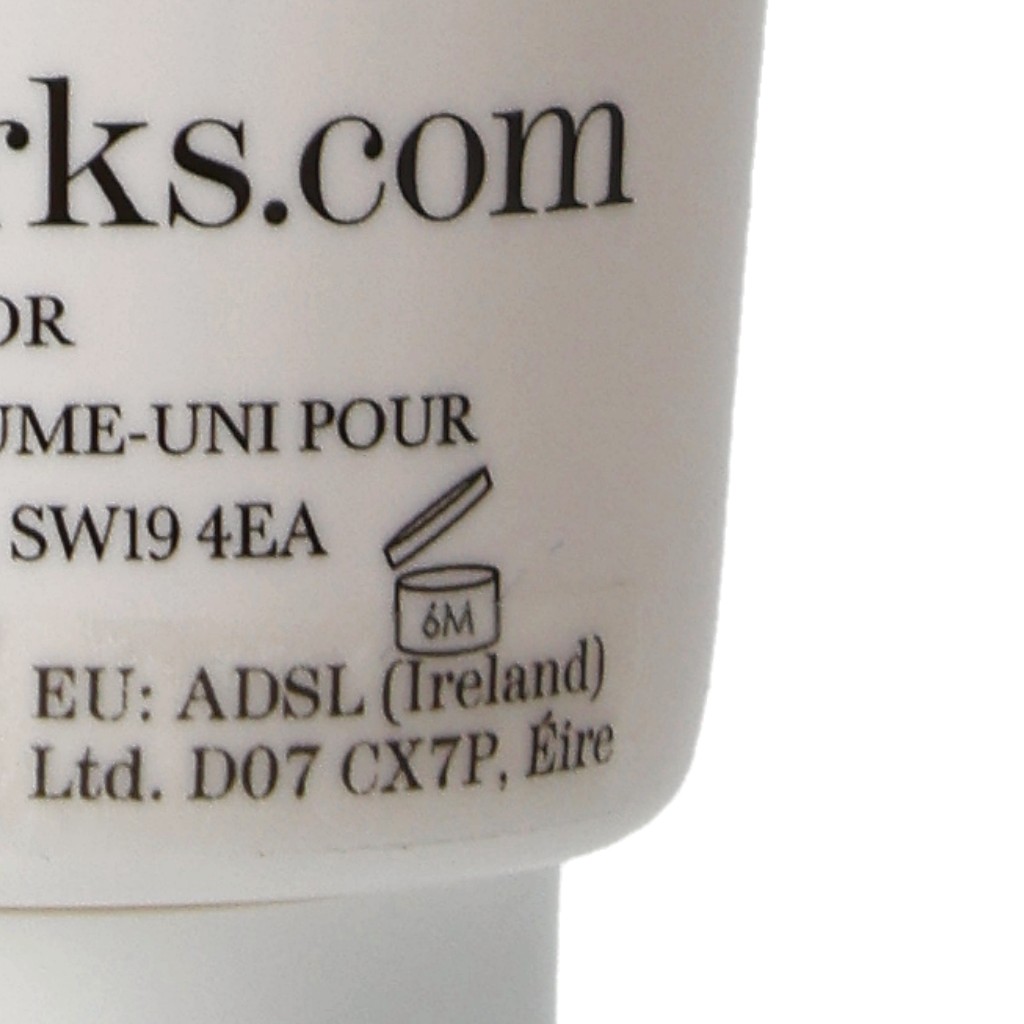 rks.com
OR
UME-UNI POUR
SW19 4EA
6M
EU: ADSL (Ireland)
Ltd. D07 CX7P, Éire